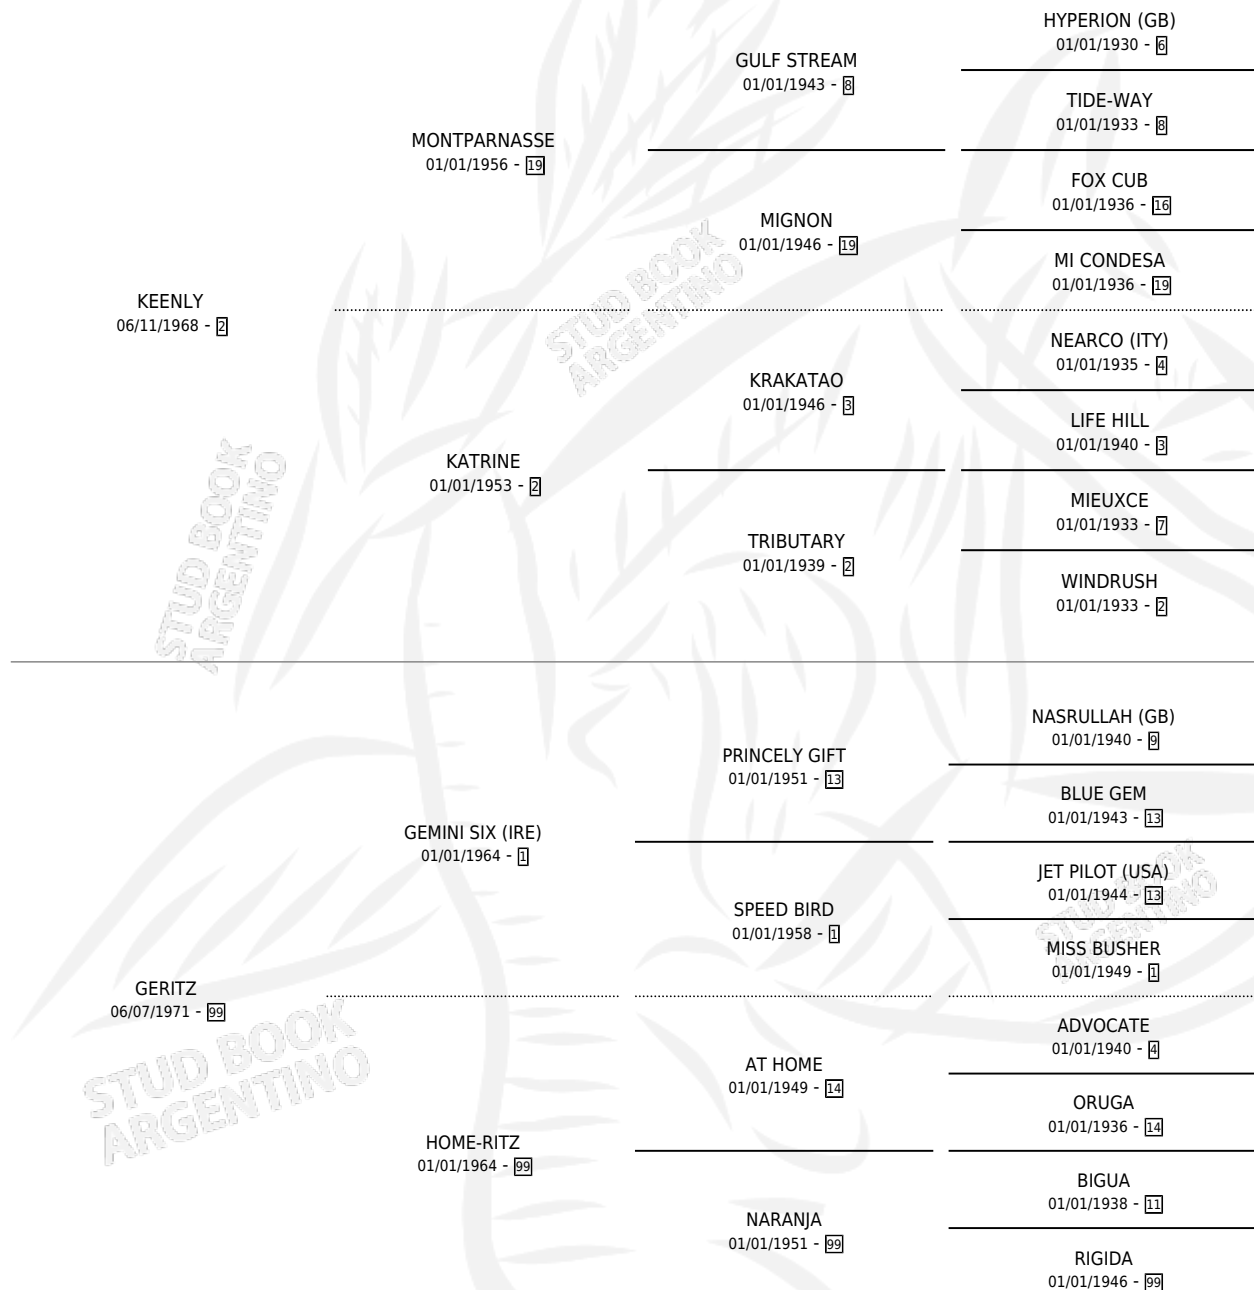 HYPERION (GB)
01/01/1930 - 6
GULF STREAM
01/01/1943 - 8
TIDE-WAY
01/01/1933 - 8
MONTPARNASSE
01/01/1956 - 19
FOX CUB
01/01/1936 - 16
MIGNON
01/01/1946 - 19
MI CONDESA
01/01/1936 - 19
KEENLY
06/11/1968 - 2
NEARCO (ITY)
01/01/1935 - 4
KRAKATAO
01/01/1946 - 3
LIFE HILL
01/01/1940 - 3
KATRINE
01/01/1953 - 2
MIEUXCE
01/01/1933 - 7
TRIBUTARY
01/01/1939 - 2
WINDRUSH
01/01/1933 - 2
NASRULLAH (GB)
01/01/1940 - 9
PRINCELY GIFT
01/01/1951 - 13
BLUE GEM
01/01/1943 - 13
GEMINI SIX (IRE)
01/01/1964 - 1
JET PILOT (USA)
01/01/1944 - 13
SPEED BIRD
01/01/1958 - 1
MISS BUSHER
01/01/1949 - 1
GERITZ
06/07/1971 - 99
ADVOCATE
01/01/1940 - 4
AT HOME
01/01/1949 - 14
ORUGA
01/01/1936 - 14
HOME-RITZ
01/01/1964 - 99
BIGUA
01/01/1938 - 11
NARANJA
01/01/1951 - 99
RIGIDA
01/01/1946 - 99
STUD BOOK
ARGENTINO
STUD BOOK
ARGENTINO
STUD BOOK
ARGENTINO
STUD BOOK
ARGENTINO